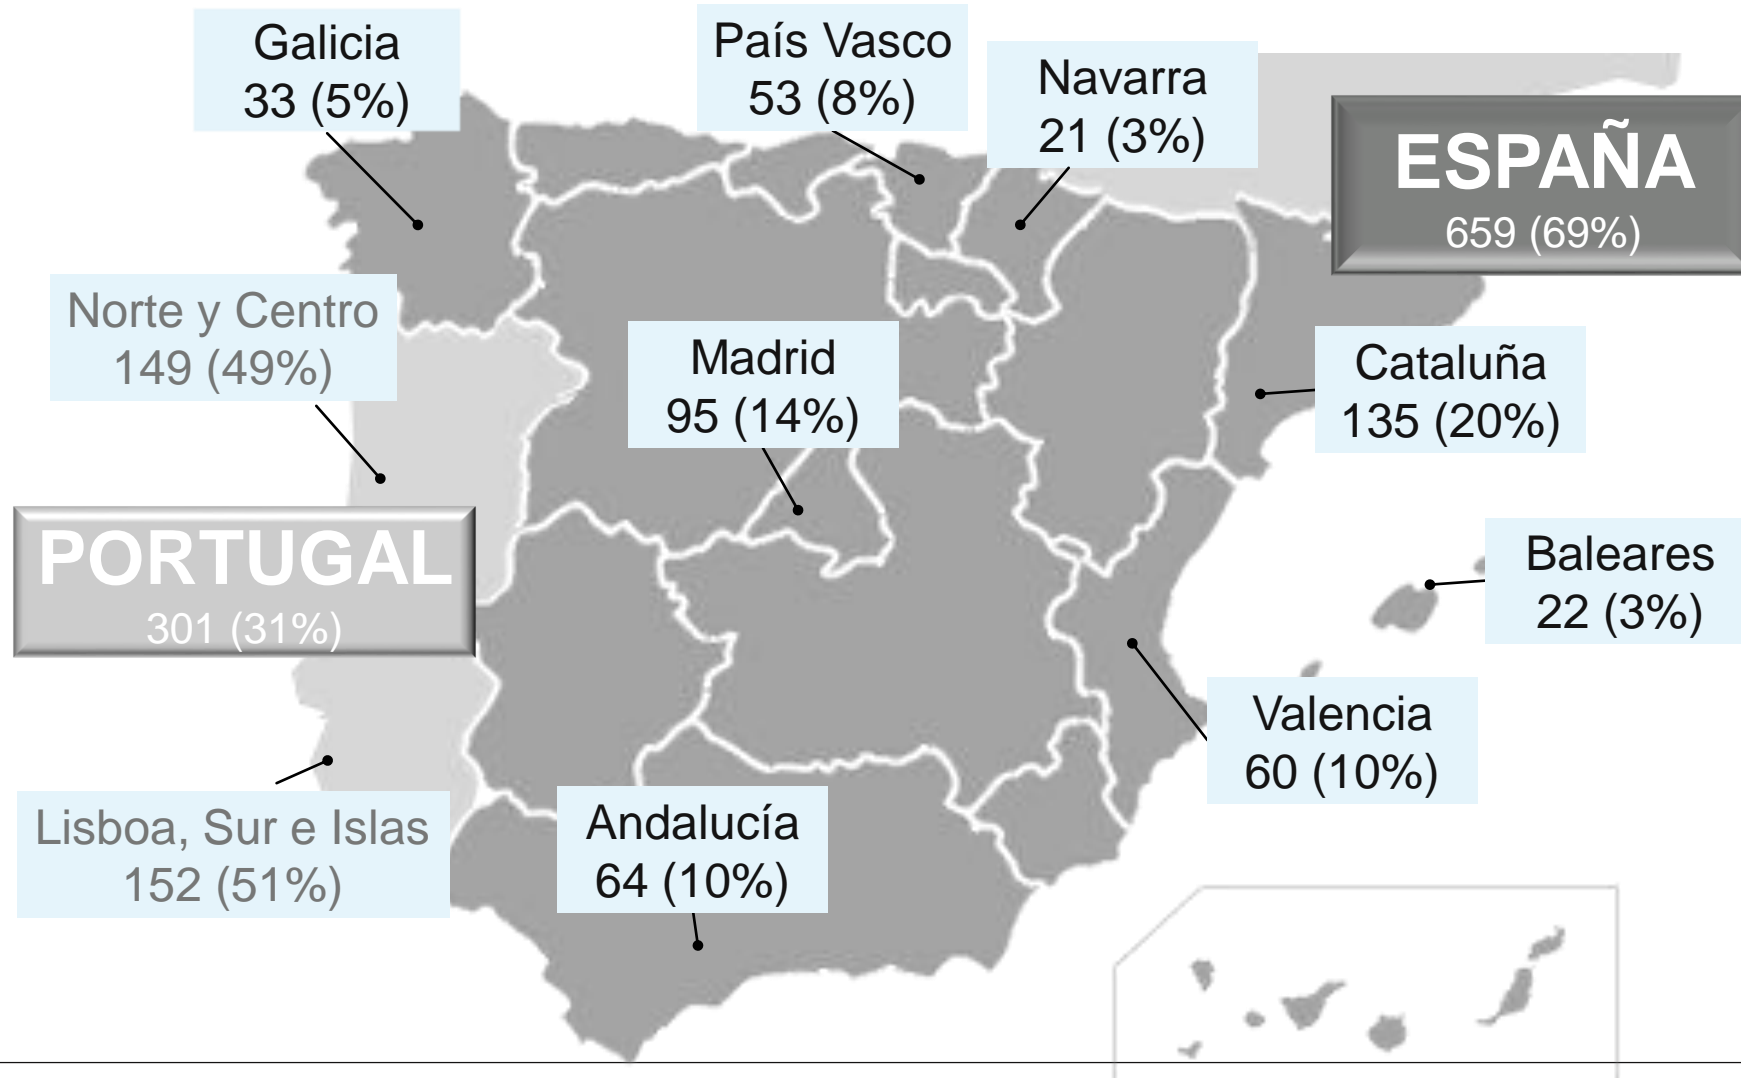 Galicia
33 (5%)
País Vasco
53 (8%)
Navarra
21 (3%)
ESPAÑA
659 (69%)
Norte y Centro
149 (49%)
Madrid
95 (14%)
Cataluña
135 (20%)
PORTUGAL
301 (31%)
Baleares
22 (3%)
Valencia
60 (10%)
Lisboa, Sur e Islas
152 (51%)
Andalucía
64 (10%)